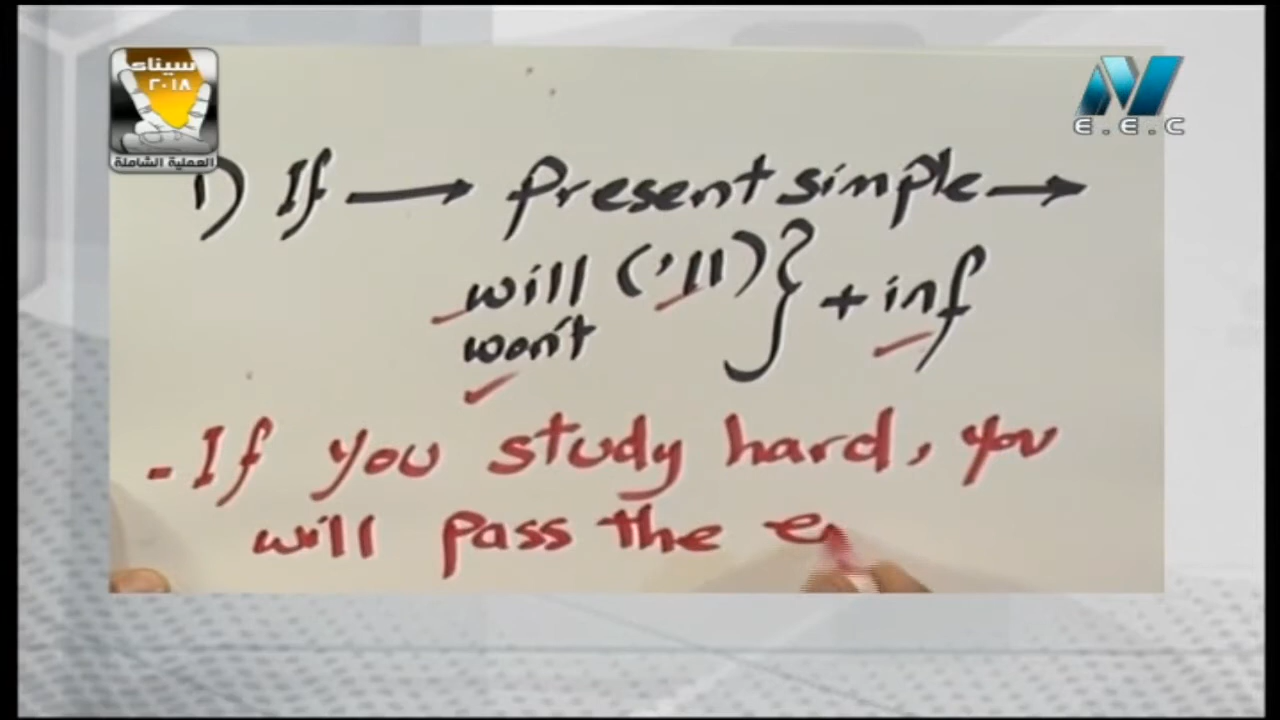 سيناء
٢٠١٨
العملية الشاملة
E.E.C
1) If → Present simple →
will ('ll) } + inf
won't
- If you study hard, you
will pass the